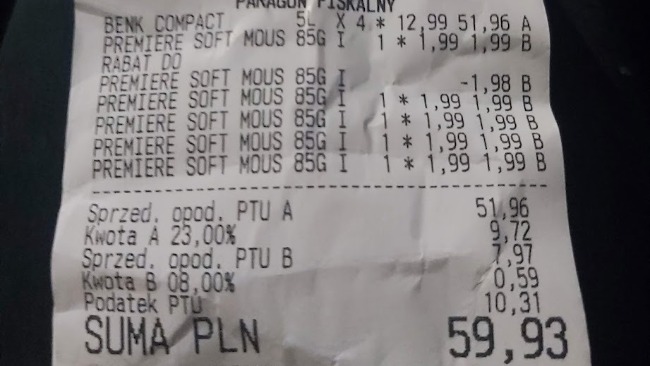 PARAGON FISKALNY
BENK COMPACT 5L X 4 * 12,99 51,96 A
PREMIERE SOFT MOUS 85G I 1 * 1,99 1,99 B
RABAT DO
PREMIERE SOFT MOUS 85G I -1,98 B
PREMIERE SOFT MOUS 85G I 1 * 1,99 1,99 B
PREMIERE SOFT MOUS 85G I 1 * 1,99 1,99 B
PREMIERE SOFT MOUS 85G I 1 * 1,99 1,99 B
PREMIERE SOFT MOUS 85G I 1 * 1,99 1,99 B
Sprzed. opod. PTU A 51,96
Kwota A 23,00% 9,72
Sprzed. opod. PTU B 7,97
Kwota B 08,00% 0,59
Podatek PTU 10,31
SUMA PLN 59,93